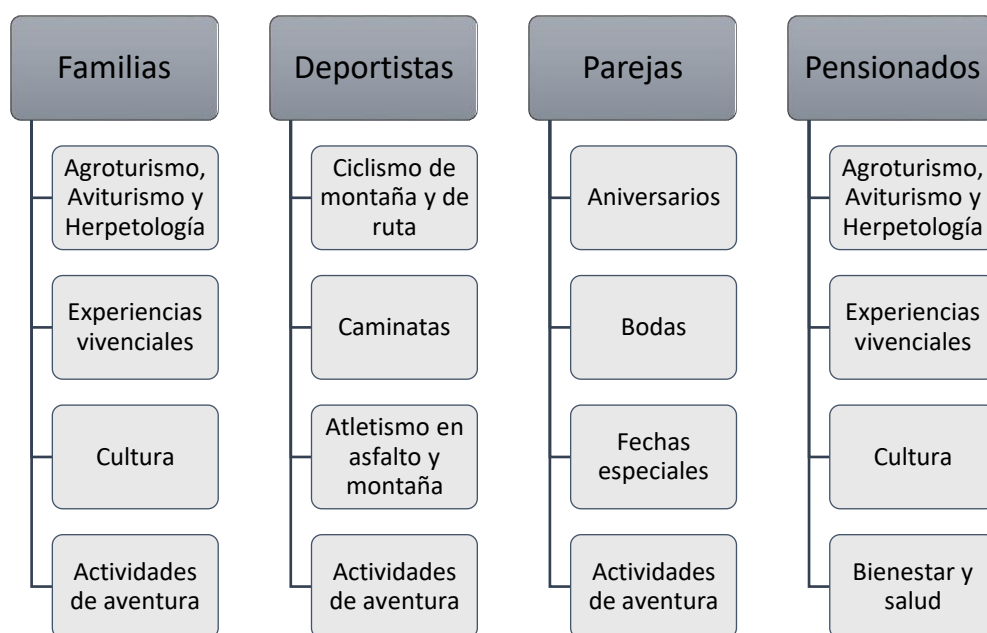 Familias
Agroturismo,
Aviturismo y
Herpetología
Experiencias
vivenciales
Cultura
Actividades
de aventura
Deportistas
Ciclismo de
montaña y de
ruta
Caminatas
Atletismo en
asfalto y
montaña
Actividades
de aventura
Parejas
Aniversarios
Bodas
Fechas
especiales
Actividades
de aventura
Pensionados
Agroturismo,
Aviturismo y
Herpetología
Experiencias
vivenciales
Cultura
Bienestar y
salud